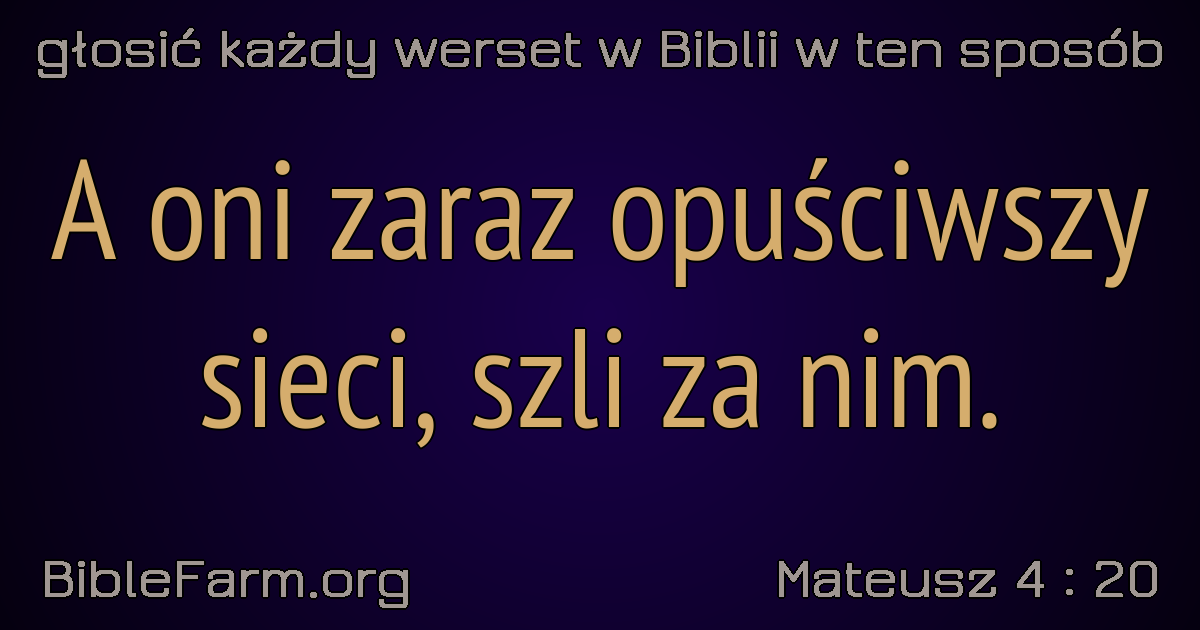 głosić każdy werset w Biblii w ten sposób
A oni zaraz opuściwszy
sieci, szli za nim.
BibleFarm.org
Mateusz 4 : 20